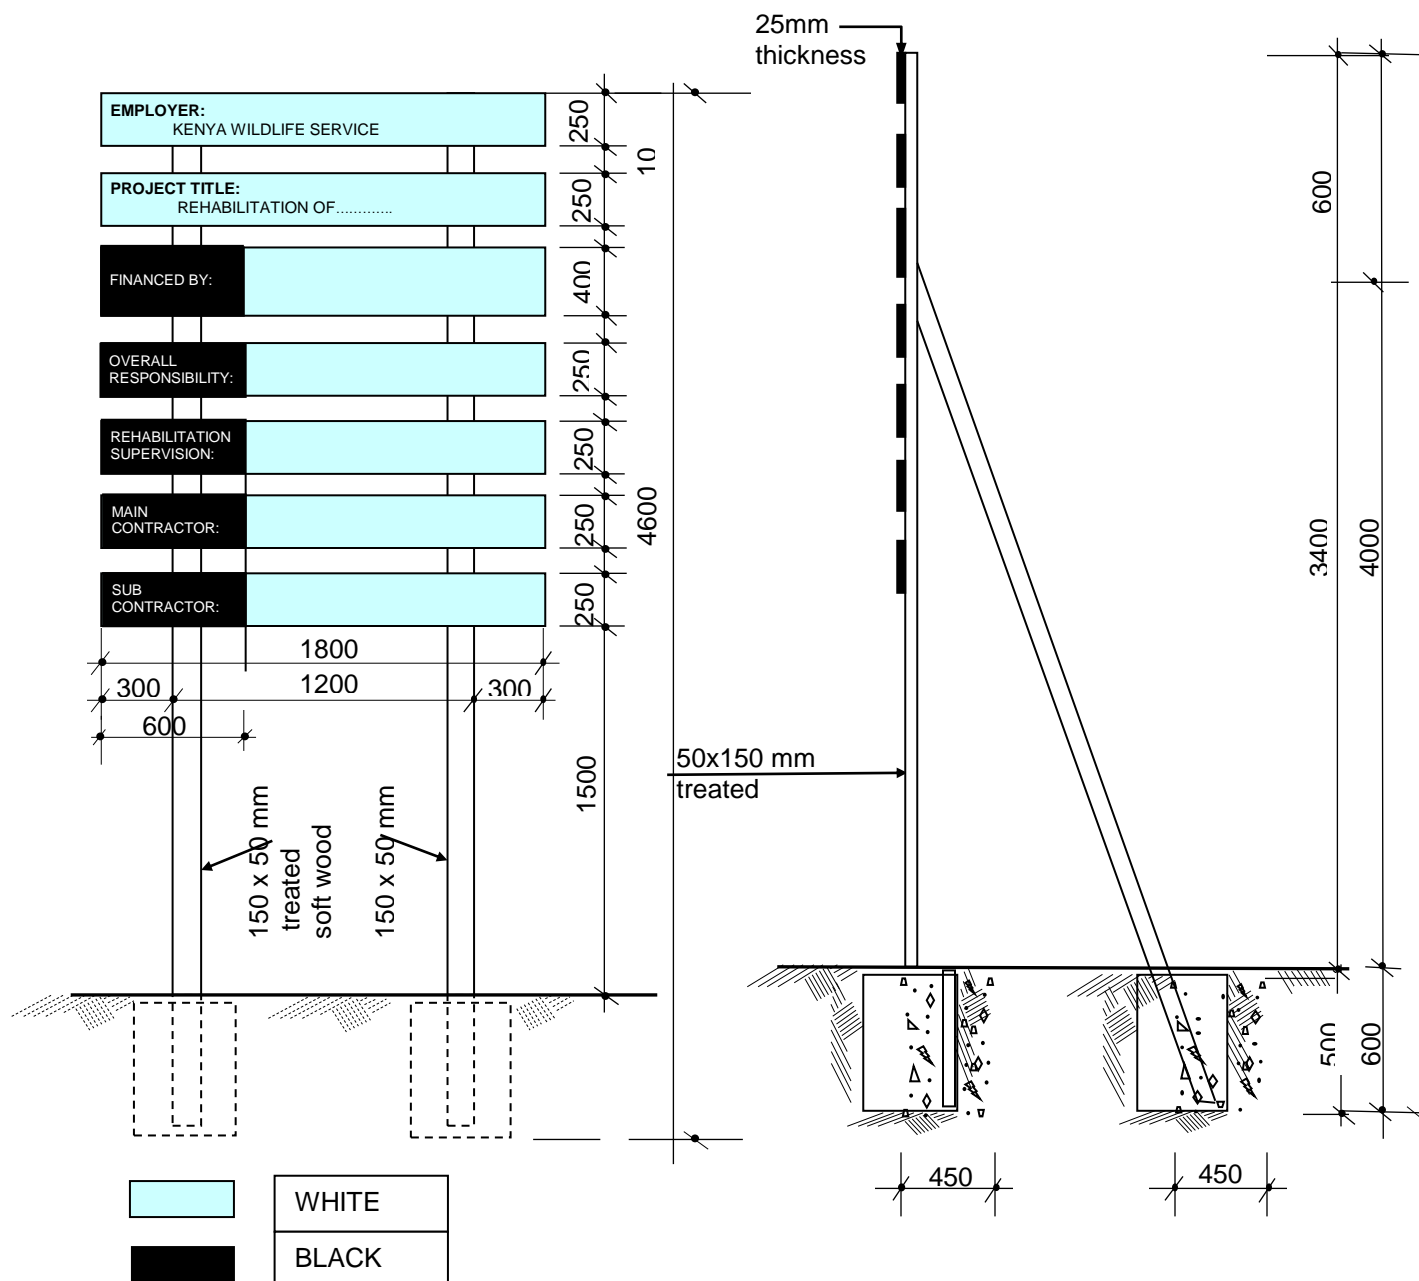 25mm
thickness
EMPLOYER:
KENYA WILDLIFE SERVICE
250
10
PROJECT TITLE:
REHABILITATION OF.............
250
600
FINANCED BY:
400
OVERALL
RESPONSIBILITY:
250
REHABILITATION
SUPERVISION:
250
4600
3400
4000
MAIN
CONTRACTOR:
250
SUB
CONTRACTOR:
250
1800
300
1200
300
600
50x150 mm
treated
1500
150 x 50 mm
treated
soft wood
150 x 50 mm
500
600
450
450
WHITE
BLACK